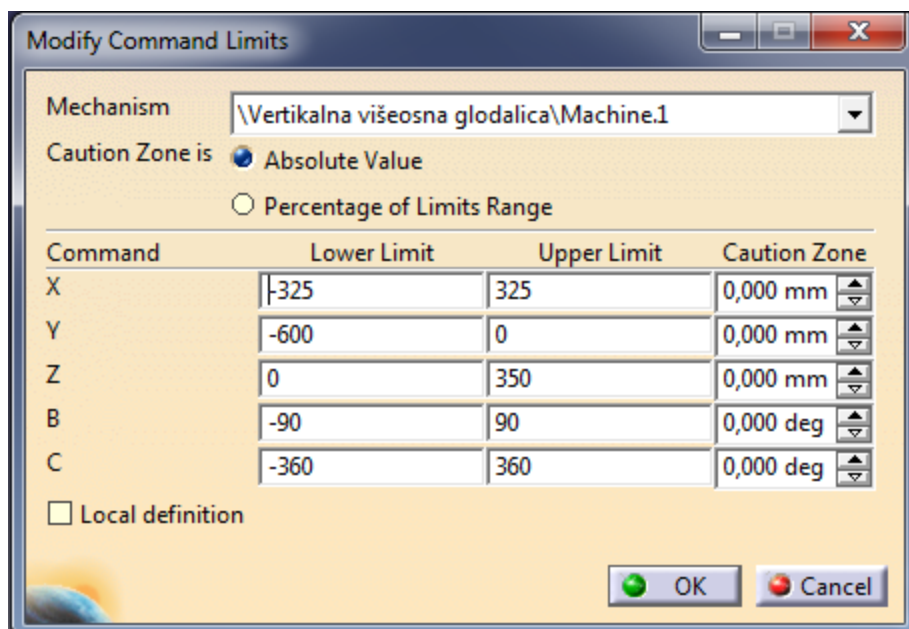 Modify Command Limits
Mechanism \Vertikalna višeosna glodalica\Machine.1
Caution Zone is Absolute Value
Percentage of Limits Range
Command Lower Limit Upper Limit Caution Zone
X -325 325 0,000 mm
Y -600 0 0,000 mm
Z 0 350 0,000 mm
B -90 90 0,000 deg
C -360 360 0,000 deg
Local definition
OK Cancel